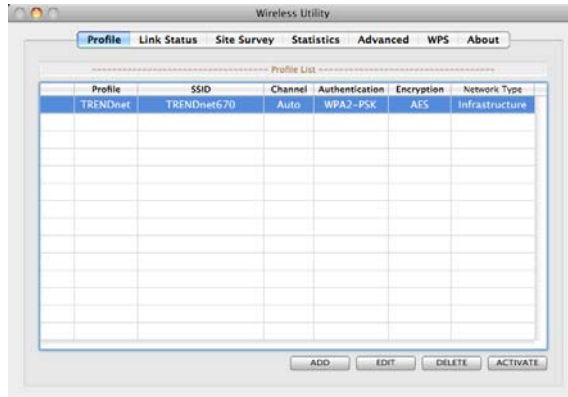 Wireless Utility
Profile Link Status Site Survey Statistics Advanced WPS About
Profile List
Profile SSID Channel Authentication Encryption Network Type
TRENDnet TRENDnet670 Auto WPA2-PSK AES Infrastructure
ADD EDIT DELETE ACTIVATE